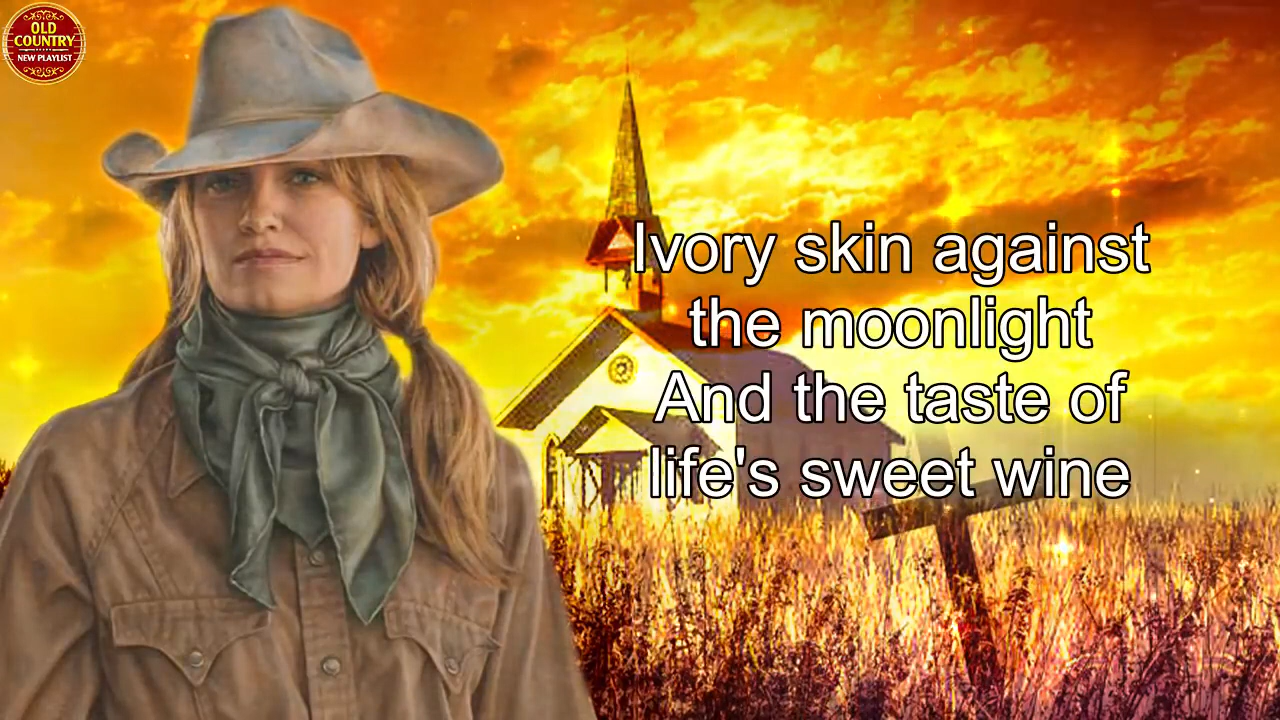 OLD
COUNTRY
NEW PLAYLIST
Ivory skin against
the moonlight
And the taste of
life's sweet wine